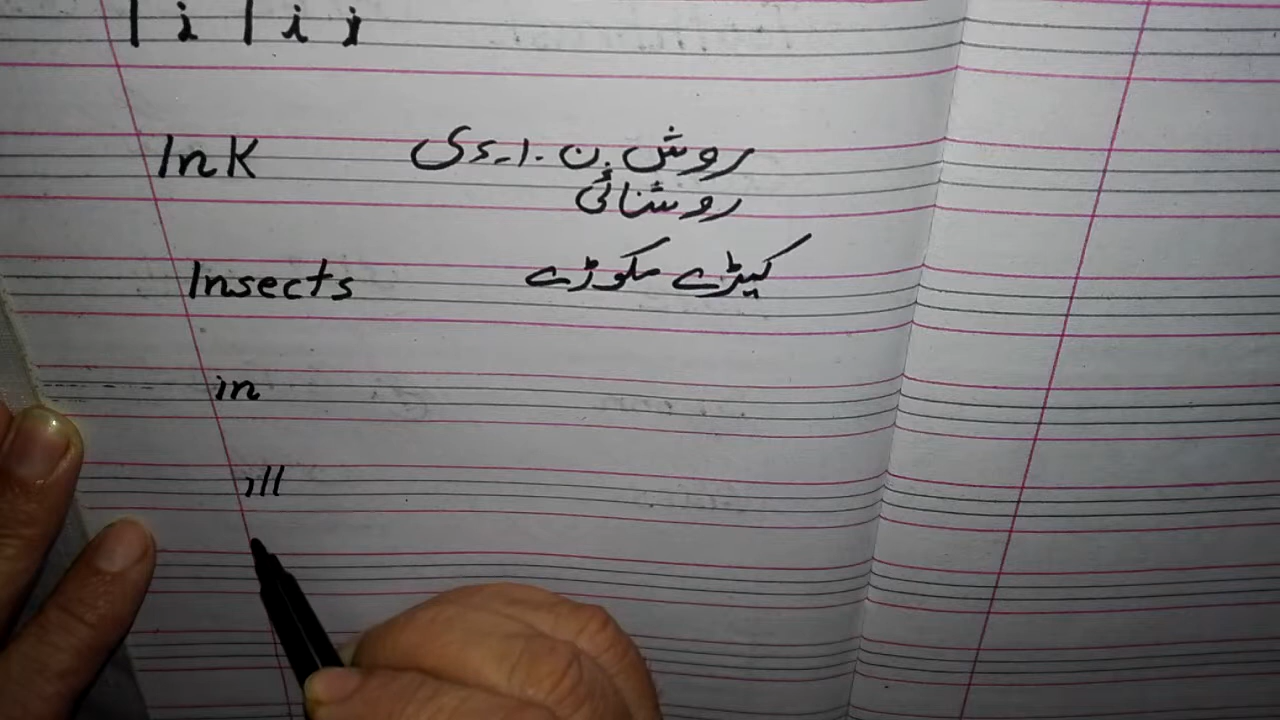 I i I i i
Ink روش . ن . ا . ء ی
روشنائی
Insects کیڑے مکوڑے
in
ill